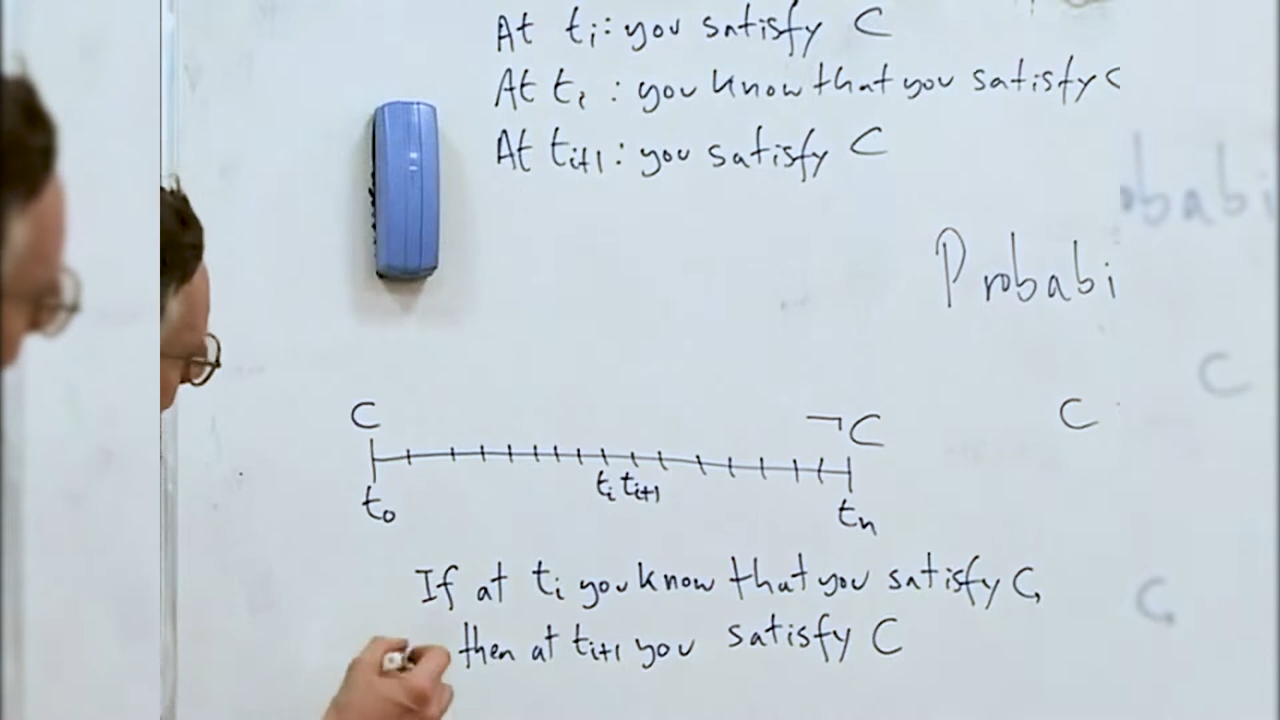 At ti: you satisfy C
At ti: you know that you satisfy C
At ti+1: you satisfy C
Probabi
C ¬C C
ti ti+1
t0 tn
If at ti you know that you satisfy C,
then at ti+1 you satisfy C